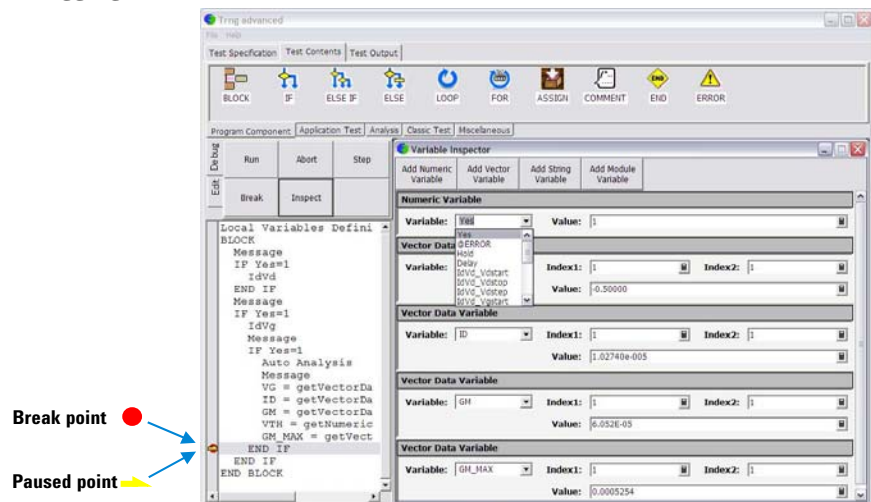 Trng advanced
File Help
Test Specification Test Contents Test Output
BLOCK IF ELSE IF ELSE LOOP FOR ASSIGN COMMENT END ERROR
Program Component Application Test Analysis Classic Test Miscelaneous
Debug
Edit
Run Abort Step
Break Inspect
Local Variables Defini
BLOCK
Message
IF Yes=1
IdVd
END IF
Message
IF Yes=1
IdVg
Message
IF Yes=1
Auto Analysis
Message
VG = getVectorDa
ID = getVectorDa
GM = getVectorDa
VTH = getNumeric
GM_MAX = getVect
END IF
END IF
END BLOCK
Break point
Paused point
Variable Inspector
Add Numeric Variable Add Vector Variable Add String Variable Add Module Variable
Numeric Variable
Variable: Yes Value: 1
Yes
@ERROR
Hold
Delay
IdVd_Vdstart
IdVd_Vdstop
IdVd_Vdstep
IdVd_Vgstart
Vector Data
Variable: Index1: 1 Index2: 1
Value: -0.50000
Vector Data Variable
Variable: ID Index1: 1 Index2: 1
Value: 1.02740e-005
Vector Data Variable
Variable: GM Index1: 1 Index2: 1
Value: 6.052E-05
Vector Data Variable
Variable: GM_MAX Index1: 1 Index2: 1
Value: 0.0005254